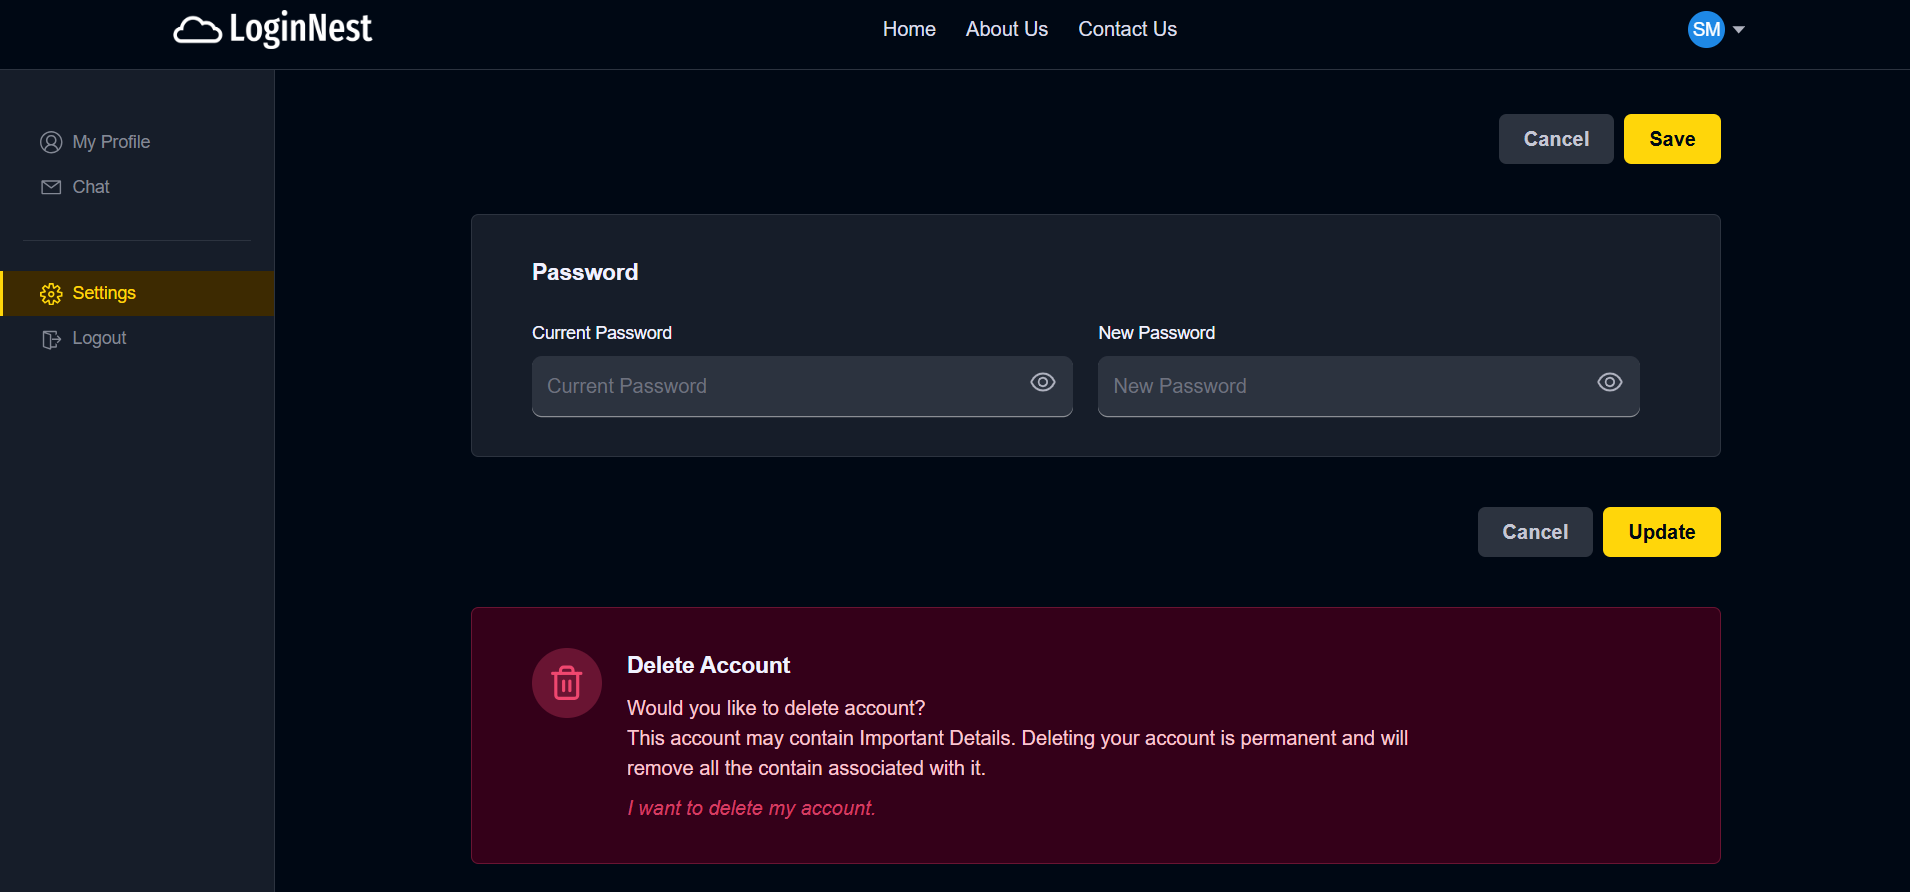 LoginNest
Home About Us Contact Us
SM
My Profile
Chat
Settings
Logout
Cancel Save
Password
Current Password New Password
Current Password New Password
Cancel Update
Delete Account
Would you like to delete account?
This account may contain Important Details. Deleting your account is permanent and will
remove all the contain associated with it.
I want to delete my account.